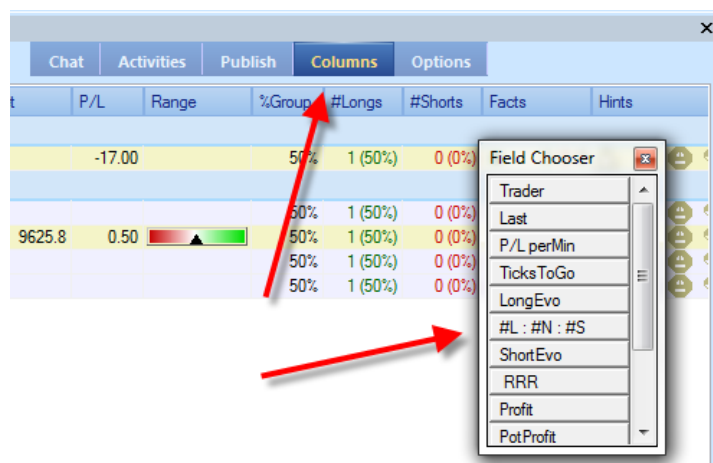 Chat Activities Publish Columns Options
t P/L Range %Group #Longs #Shorts Facts Hints
-17.00 50% 1 (50%) 0 (0%)
50% 1 (50%) 0 (0%)
9625.8 0.50 50% 1 (50%) 0 (0%)
50% 1 (50%) 0 (0%)
50% 1 (50%) 0 (0%)
Field Chooser
Trader
Last
P/L perMin
TicksToGo
LongEvo
#L : #N : #S
ShortEvo
RRR
Profit
PotProfit